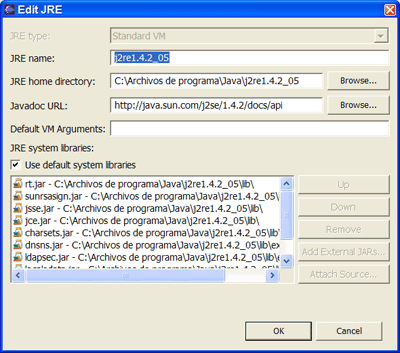 Edit JRE
JRE type: Standard VM
JRE name: j2re1.4.2_05
JRE home directory: C:\Archivos de programa\Java\j2re1.4.2_05 Browse...
Javadoc URL: http://java.sun.com/j2se/1.4.2/docs/api Browse...
Default VM Arguments:
JRE system libraries:
Use default system libraries
rt.jar - C:\Archivos de programa\Java\j2re1.4.2_05\lib\
Up
sunrsasign.jar - C:\Archivos de programa\Java\j2re1.4.2_05\lib\
jsse.jar - C:\Archivos de programa\Java\j2re1.4.2_05\lib\
Down
jce.jar - C:\Archivos de programa\Java\j2re1.4.2_05\lib\
charsets.jar - C:\Archivos de programa\Java\j2re1.4.2_05\lib\
Remove
dnsns.jar - C:\Archivos de programa\Java\j2re1.4.2_05\lib\ex
Add External JARs...
ldapsec.jar - C:\Archivos de programa\Java\j2re1.4.2_05\lib\e
Attach Source...
OK Cancel